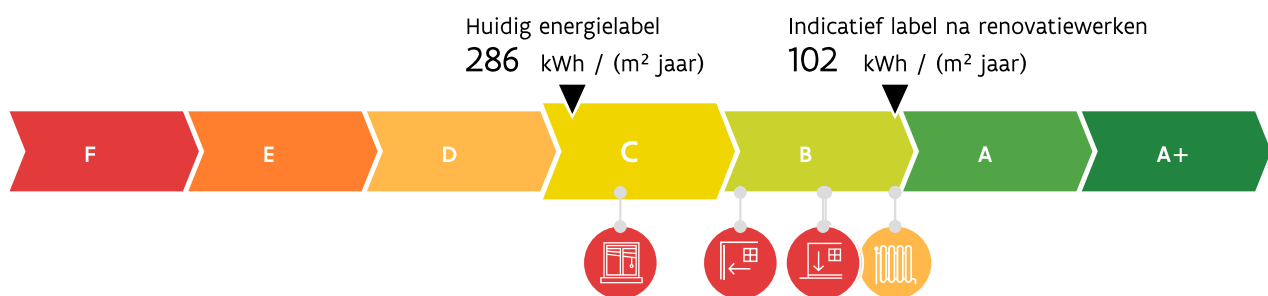 Huidig energielabel
286 kWh / (m² jaar)
Indicatief label na renovatiewerken
102 kWh / (m² jaar)
F E D C B A A+